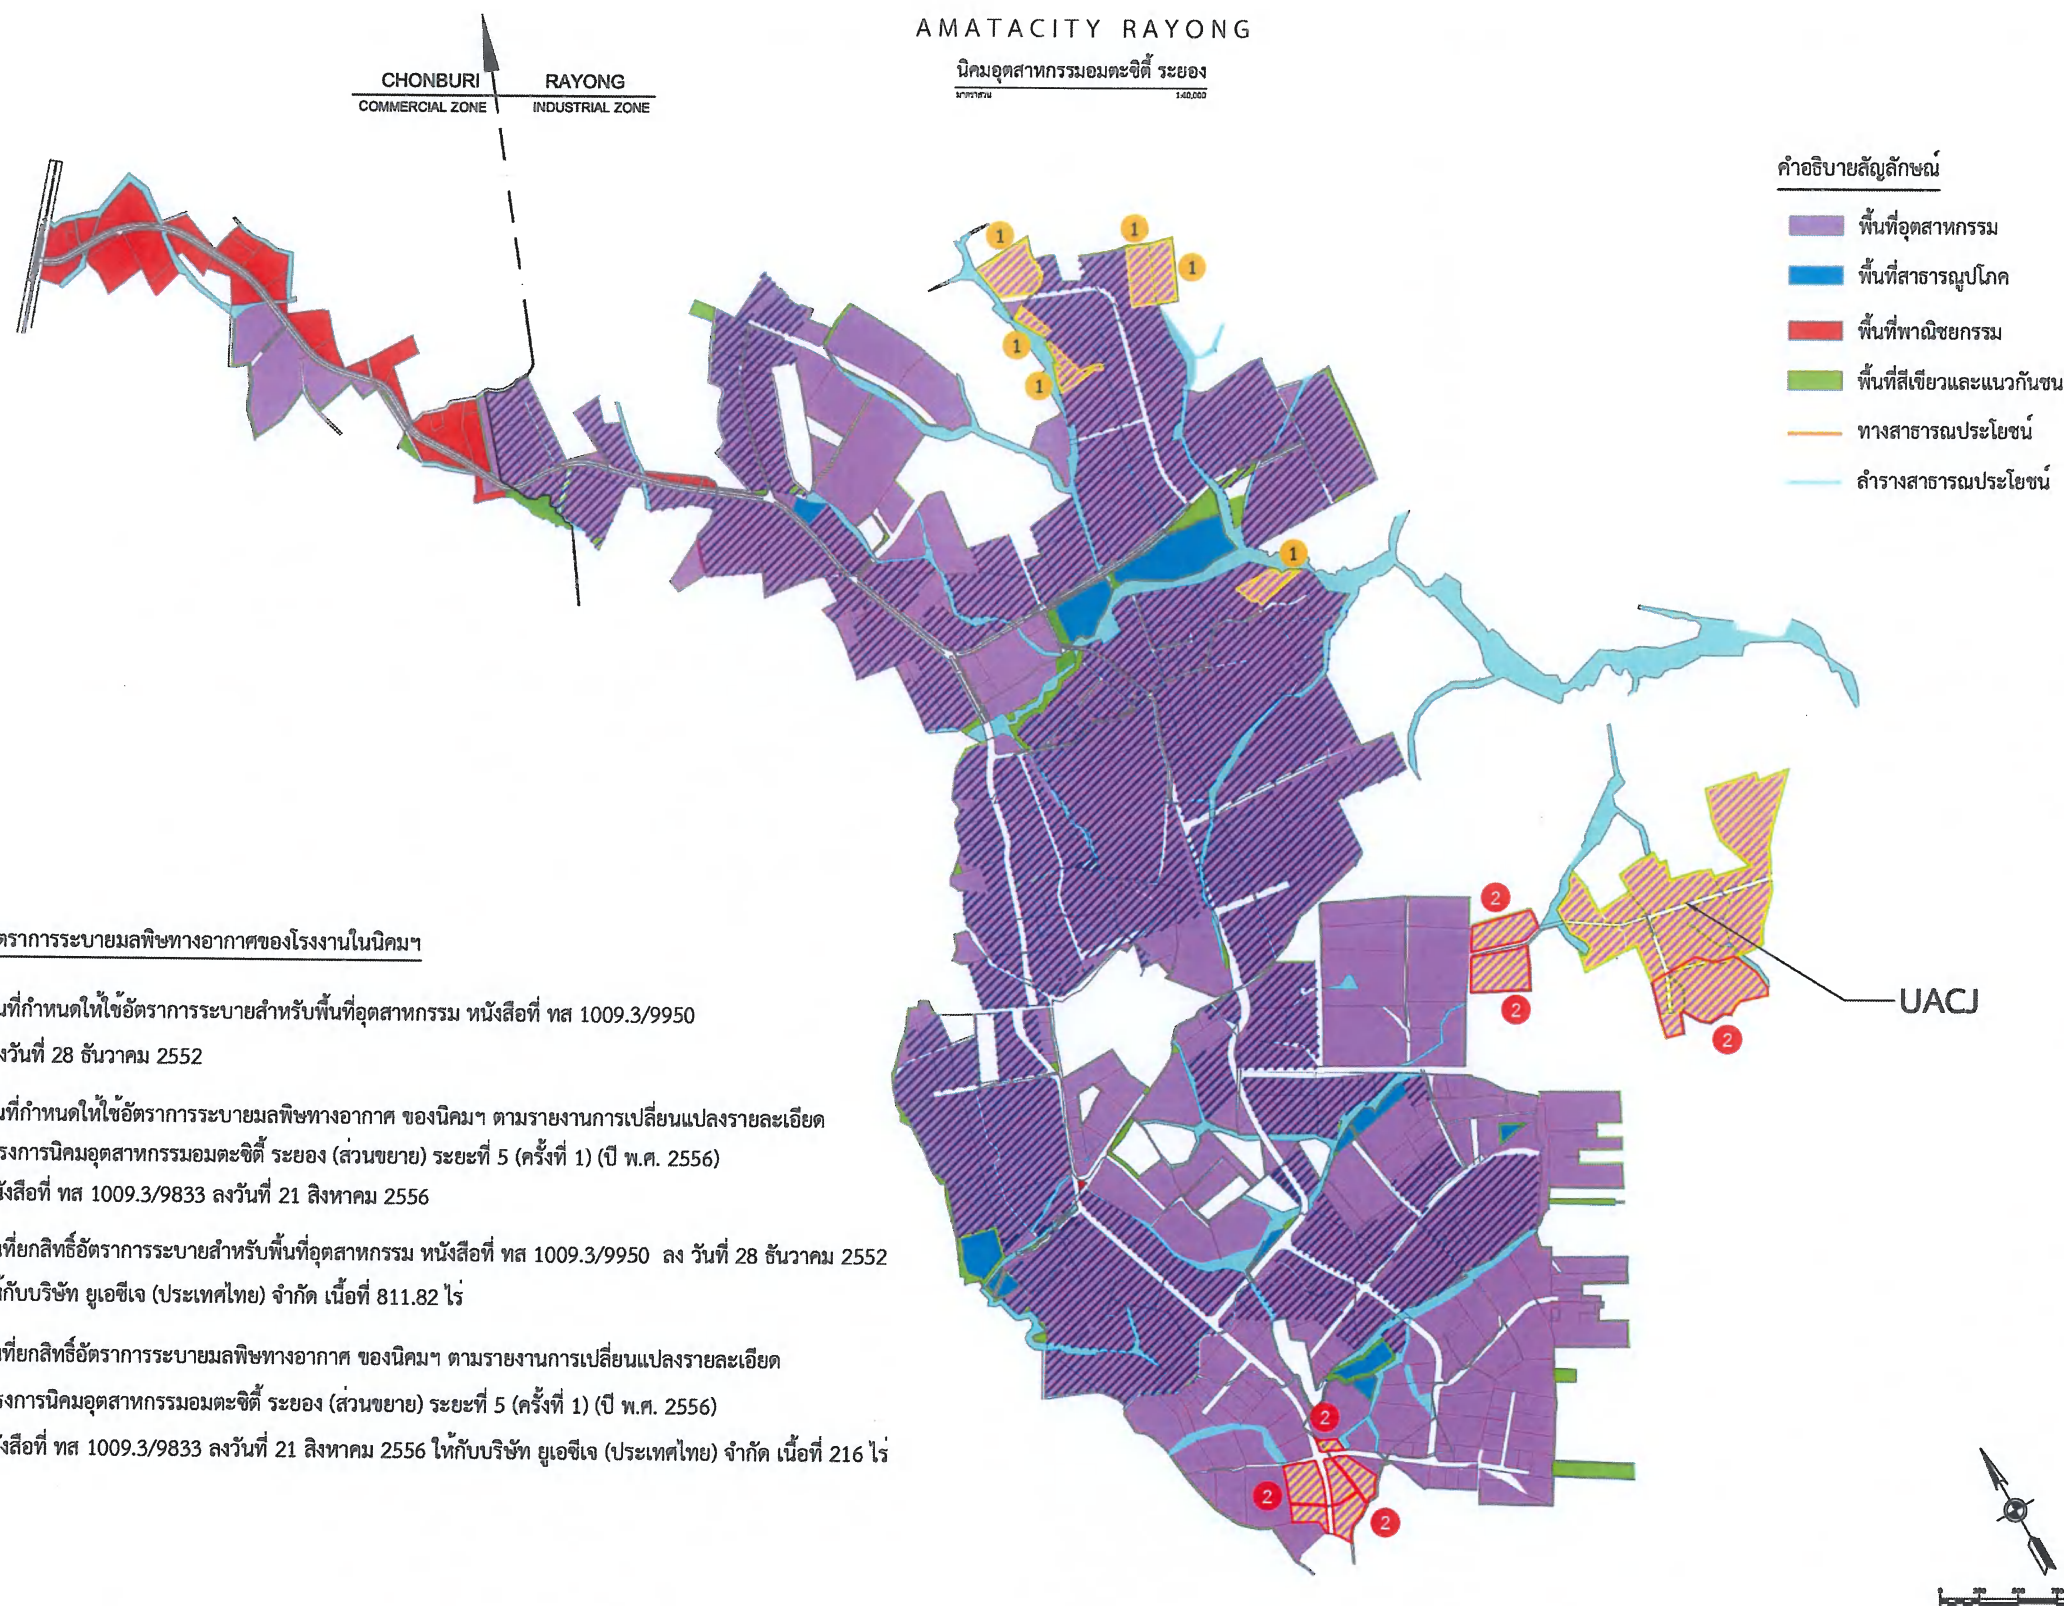 AMATACITY RAYONG
นิคมอุตสาหกรรมอมตะซิตี้ ระยอง
มาตราส่วน 1:40,000
CHONBURI RAYONG
COMMERCIAL ZONE INDUSTRIAL ZONE
คำอธิบายสัญลักษณ์
พื้นที่อุตสาหกรรม
พื้นที่สาธารณูปโภค
พื้นที่พาณิชยกรรม
พื้นที่สีเขียวและแนวกันชน
ทางสาธารณประโยชน์
ลำรางสาธารณประโยชน์
1
1
1
1
1
1
2
2
2
UACJ
2
2
2
ตราการระบายมลพิษทางอากาศของโรงงานในนิคมฯ
นที่กำหนดให้ใช้อัตราการระบายสำหรับพื้นที่อุตสาหกรรม หนังสือที่ ทส 1009.3/9950
งวันที่ 28 ธันวาคม 2552
นที่กำหนดให้ใช้อัตราการระบายมลพิษทางอากาศ ของนิคมฯ ตามรายงานการเปลี่ยนแปลงรายละเอียด
รงการนิคมอุตสาหกรรมอมตะซิตี้ ระยอง (ส่วนขยาย) ระยะที่ 5 (ครั้งที่ 1) (ปี พ.ศ. 2556)
ังสือที่ ทส 1009.3/9833 ลงวันที่ 21 สิงหาคม 2556
นที่ยกสิทธิ์อัตราการระบายสำหรับพื้นที่อุตสาหกรรม หนังสือที่ ทส 1009.3/9950 ลง วันที่ 28 ธันวาคม 2552
ห้กับบริษัท ยูเอซีเจ (ประเทศไทย) จำกัด เนื้อที่ 811.82 ไร่
นที่ยกสิทธิ์อัตราการระบายมลพิษทางอากาศ ของนิคมฯ ตามรายงานการเปลี่ยนแปลงรายละเอียด
รงการนิคมอุตสาหกรรมอมตะซิตี้ ระยอง (ส่วนขยาย) ระยะที่ 5 (ครั้งที่ 1) (ปี พ.ศ. 2556)
ังสือที่ ทส 1009.3/9833 ลงวันที่ 21 สิงหาคม 2556 ให้กับบริษัท ยูเอซีเจ (ประเทศไทย) จำกัด เนื้อที่ 216 ไร่